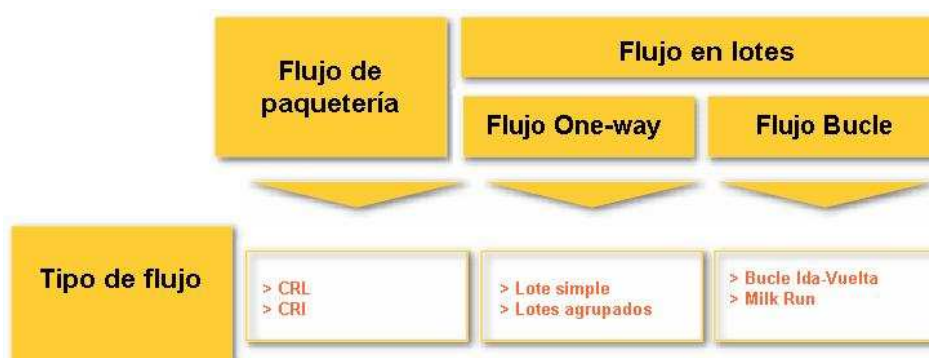 Flujo de
paquetería
Flujo en lotes
Flujo One-way
Flujo Bucle
Tipo de flujo
> CRL
> CRI
> Lote simple
> Lotes agrupados
> Bucle Ida-Vuelta
> Milk Run